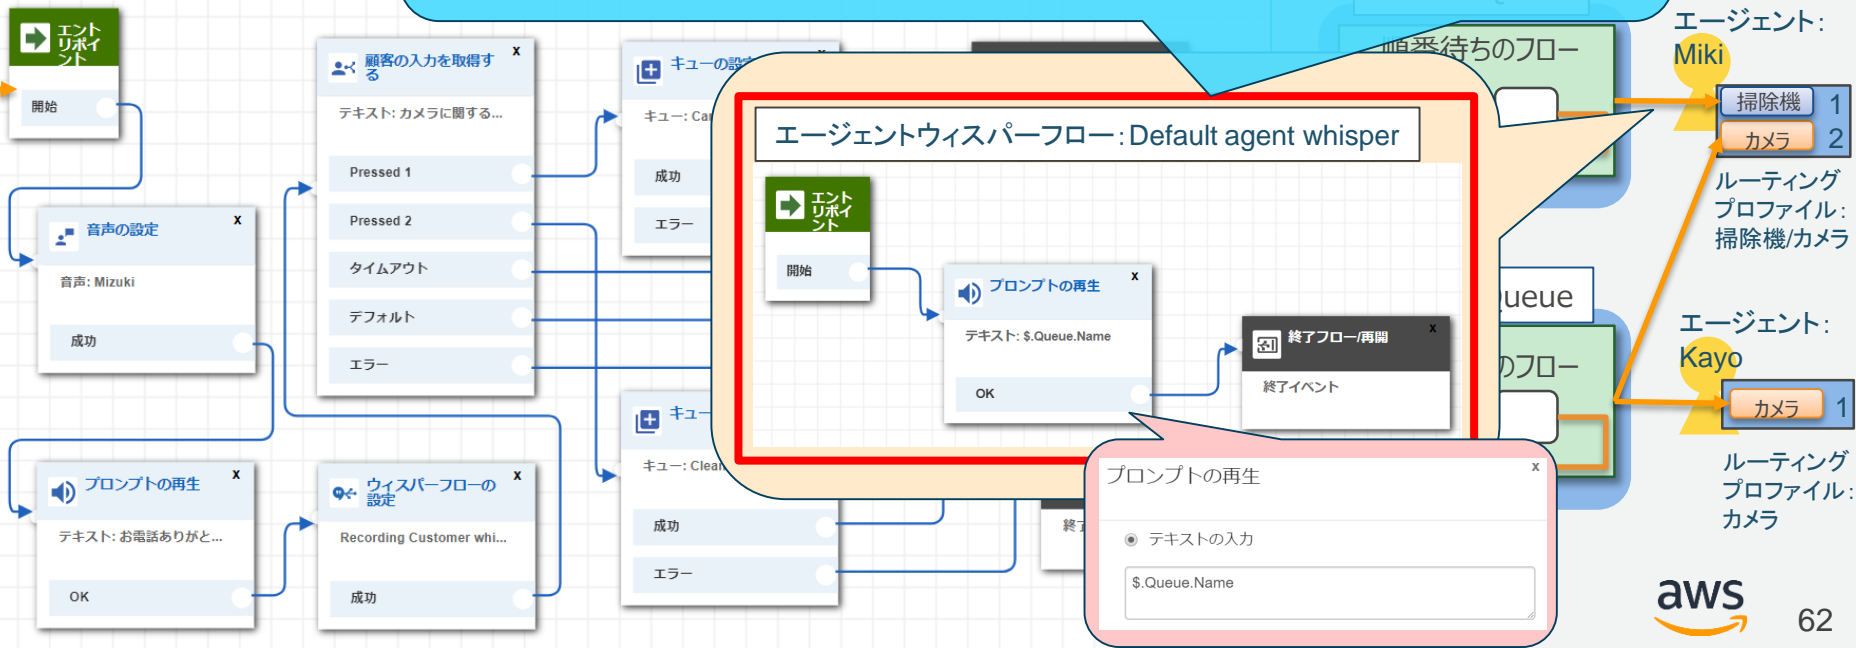 エント
リポイ
ント
開始
音声の設定
x
音声: Mizuki
成功
プロンプトの再生
x
テキスト: お電話ありがと...
OK
顧客の入力を取得す
る
x
テキスト: カメラに関する...
Pressed 1
Pressed 2
タイムアウト
デフォルト
エラー
ウィスパーフローの
設定
x
Recording Customer whi...
成功
キューの設
キュー: Car
成功
エラー
キュー
キュー: Clean
成功
エラー
エージェントウィスパーフロー：Default agent whisper
エント
リポイ
ント
開始
プロンプトの再生
x
テキスト: $.Queue.Name
OK
終了フロー/再開
x
終了イベント
プロンプトの再生
x
テキストの入力
$.Queue.Name
順番待ちのフロー
ueue
のフロー
エージェント：
Miki
掃除機 1
カメラ 2
ルーティング
プロファイル：
掃除機/カメラ
エージェント：
Kayo
カメラ 1
ルーティング
プロファイル：
カメラ
aws
62